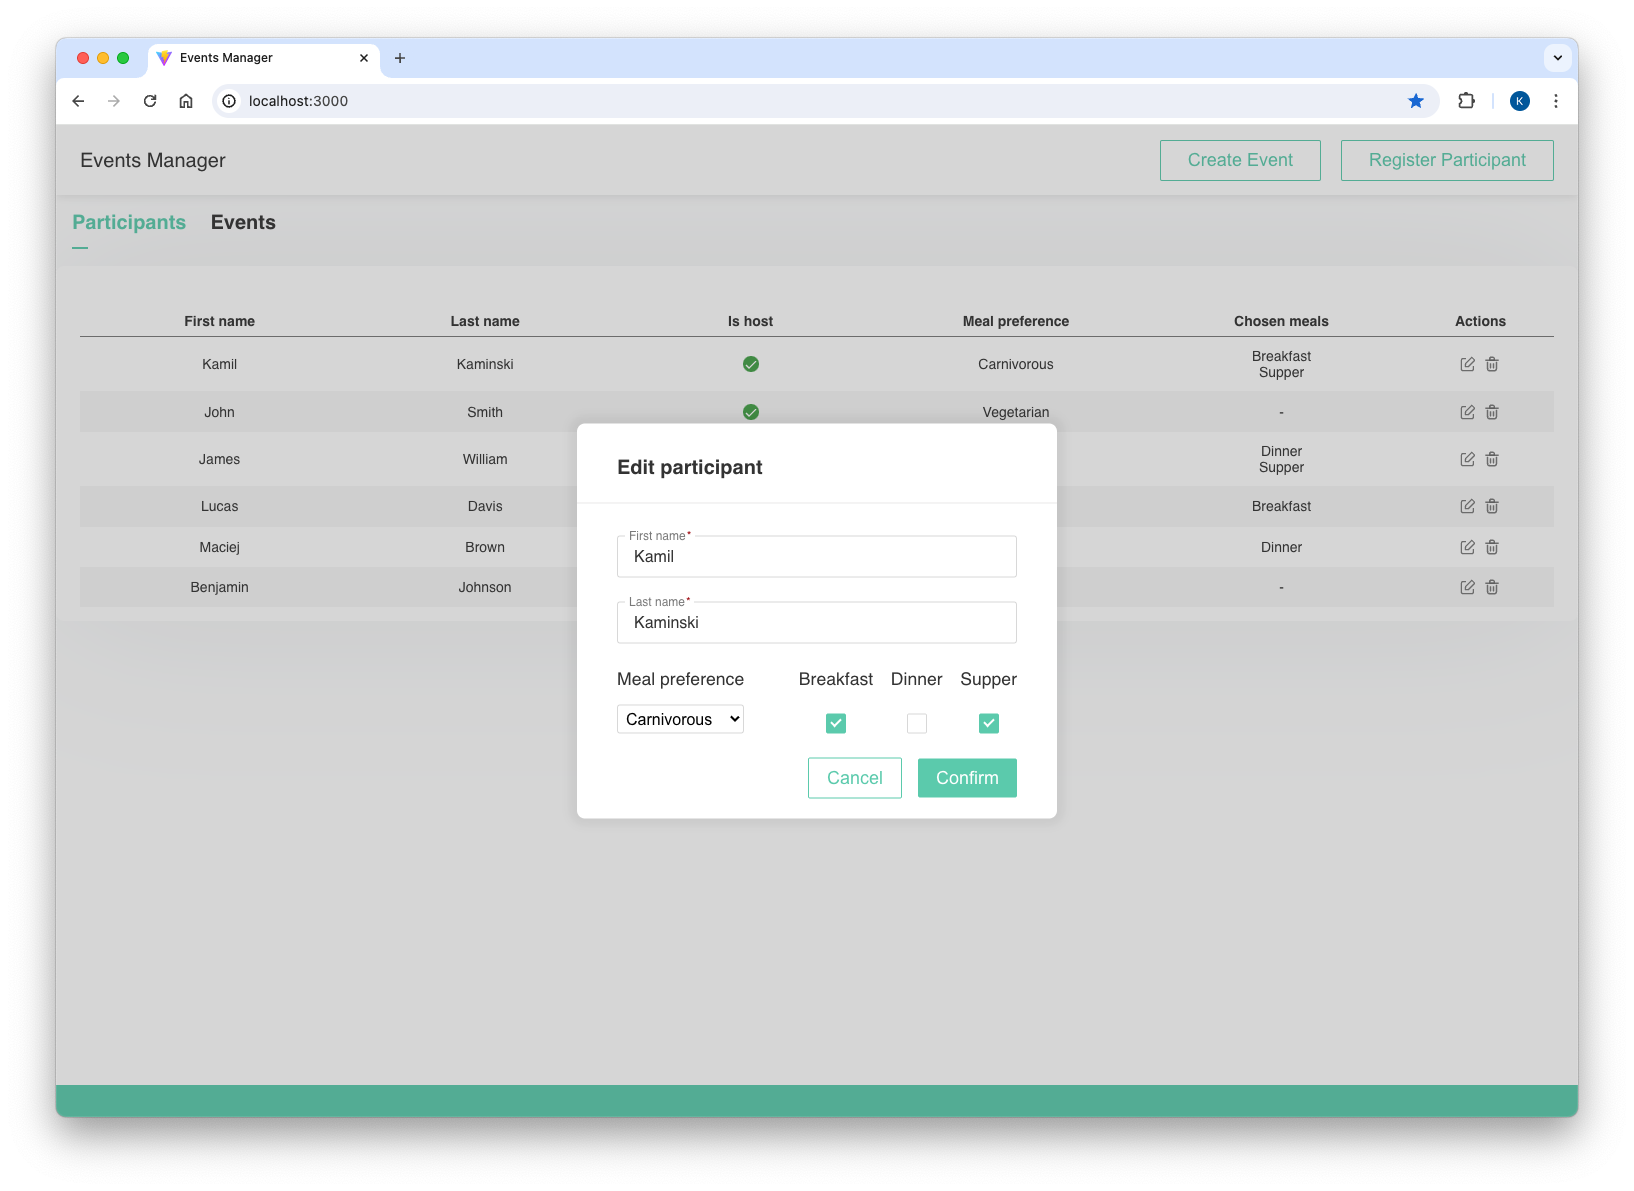 Events Manager
localhost:3000
K
Events Manager
Create Event
Register Participant
Participants Events
First name Last name Is host Meal preference Chosen meals Actions
Kamil Kaminski Carnivorous Breakfast
Supper
John Smith Vegetarian -
James William Dinner
Supper
Lucas Davis Breakfast
Maciej Brown Dinner
Benjamin Johnson -
Edit participant
First name*
Kamil
Last name*
Kaminski
Meal preference Breakfast Dinner Supper
Carnivorous
Cancel Confirm